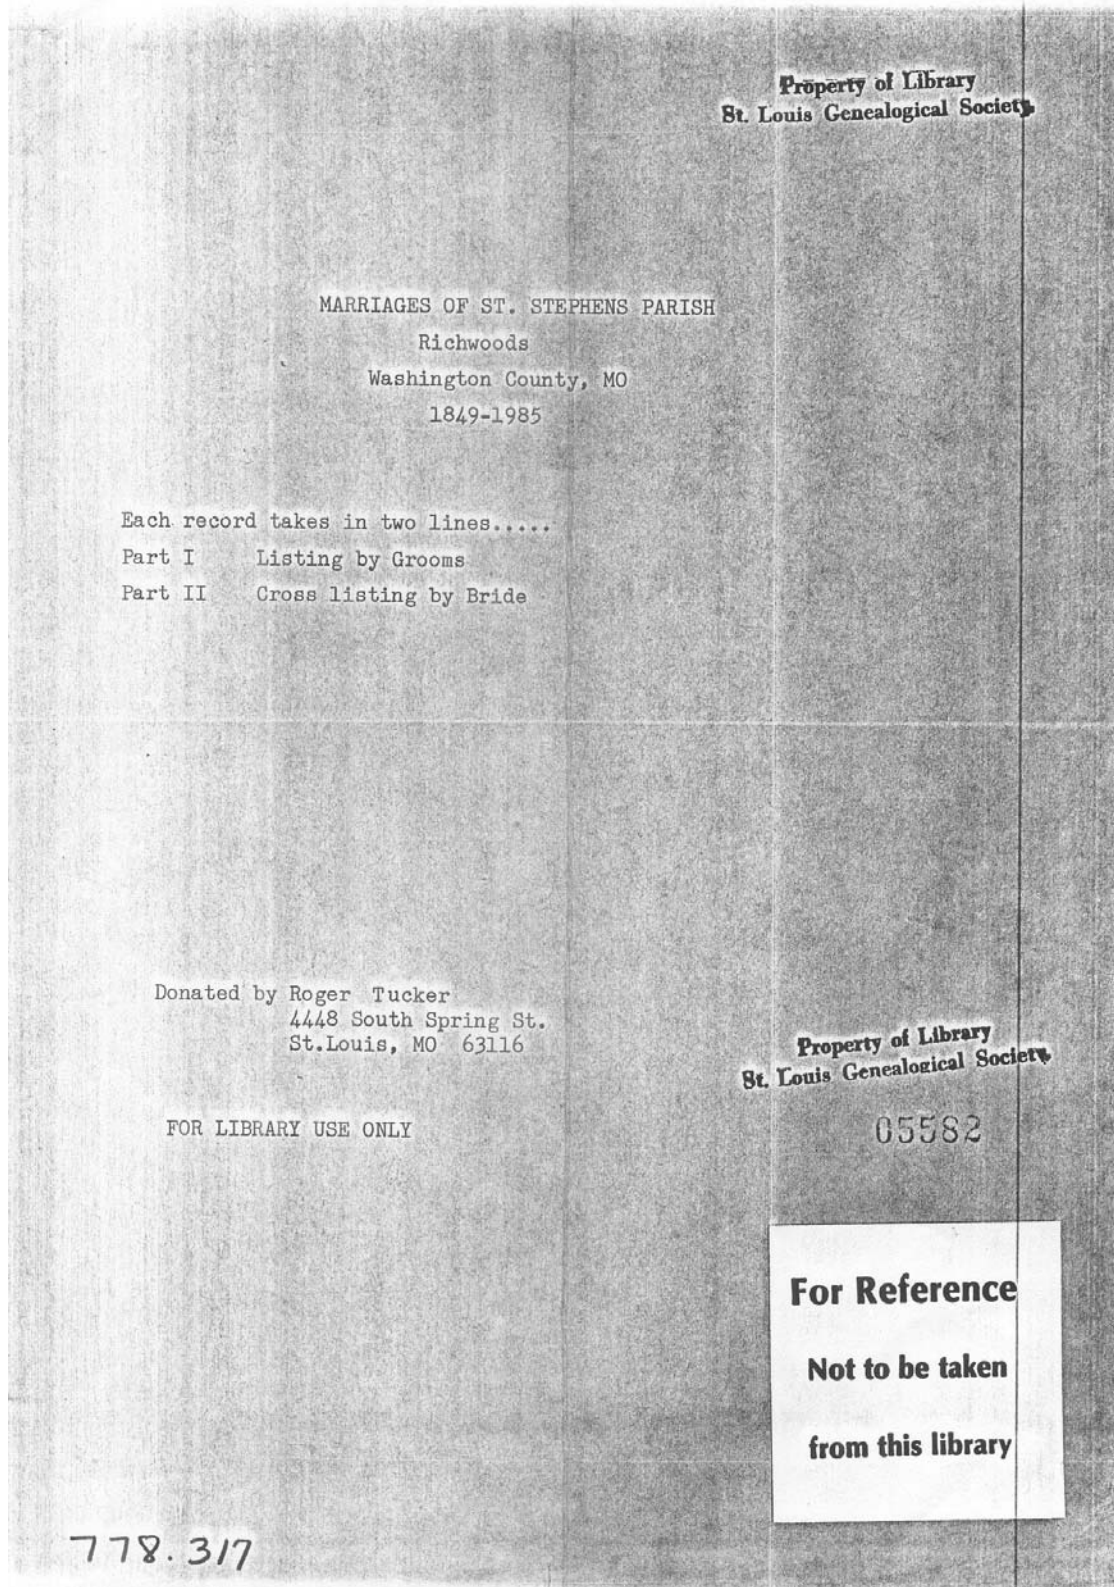 Property of Library
St. Louis Genealogical Society
MARRIAGES OF ST. STEPHENS PARISH
Richwoods
Washington County, MO
1849-1985
Each record takes in two lines.....
Part I Listing by Grooms
Part II Cross listing by Bride
Donated by Roger Tucker
4448 South Spring St.
St.Louis, MO 63116
Property of Library
St. Louis Genealogical Society
05582
FOR LIBRARY USE ONLY
For Reference
Not to be taken
from this library
778.317